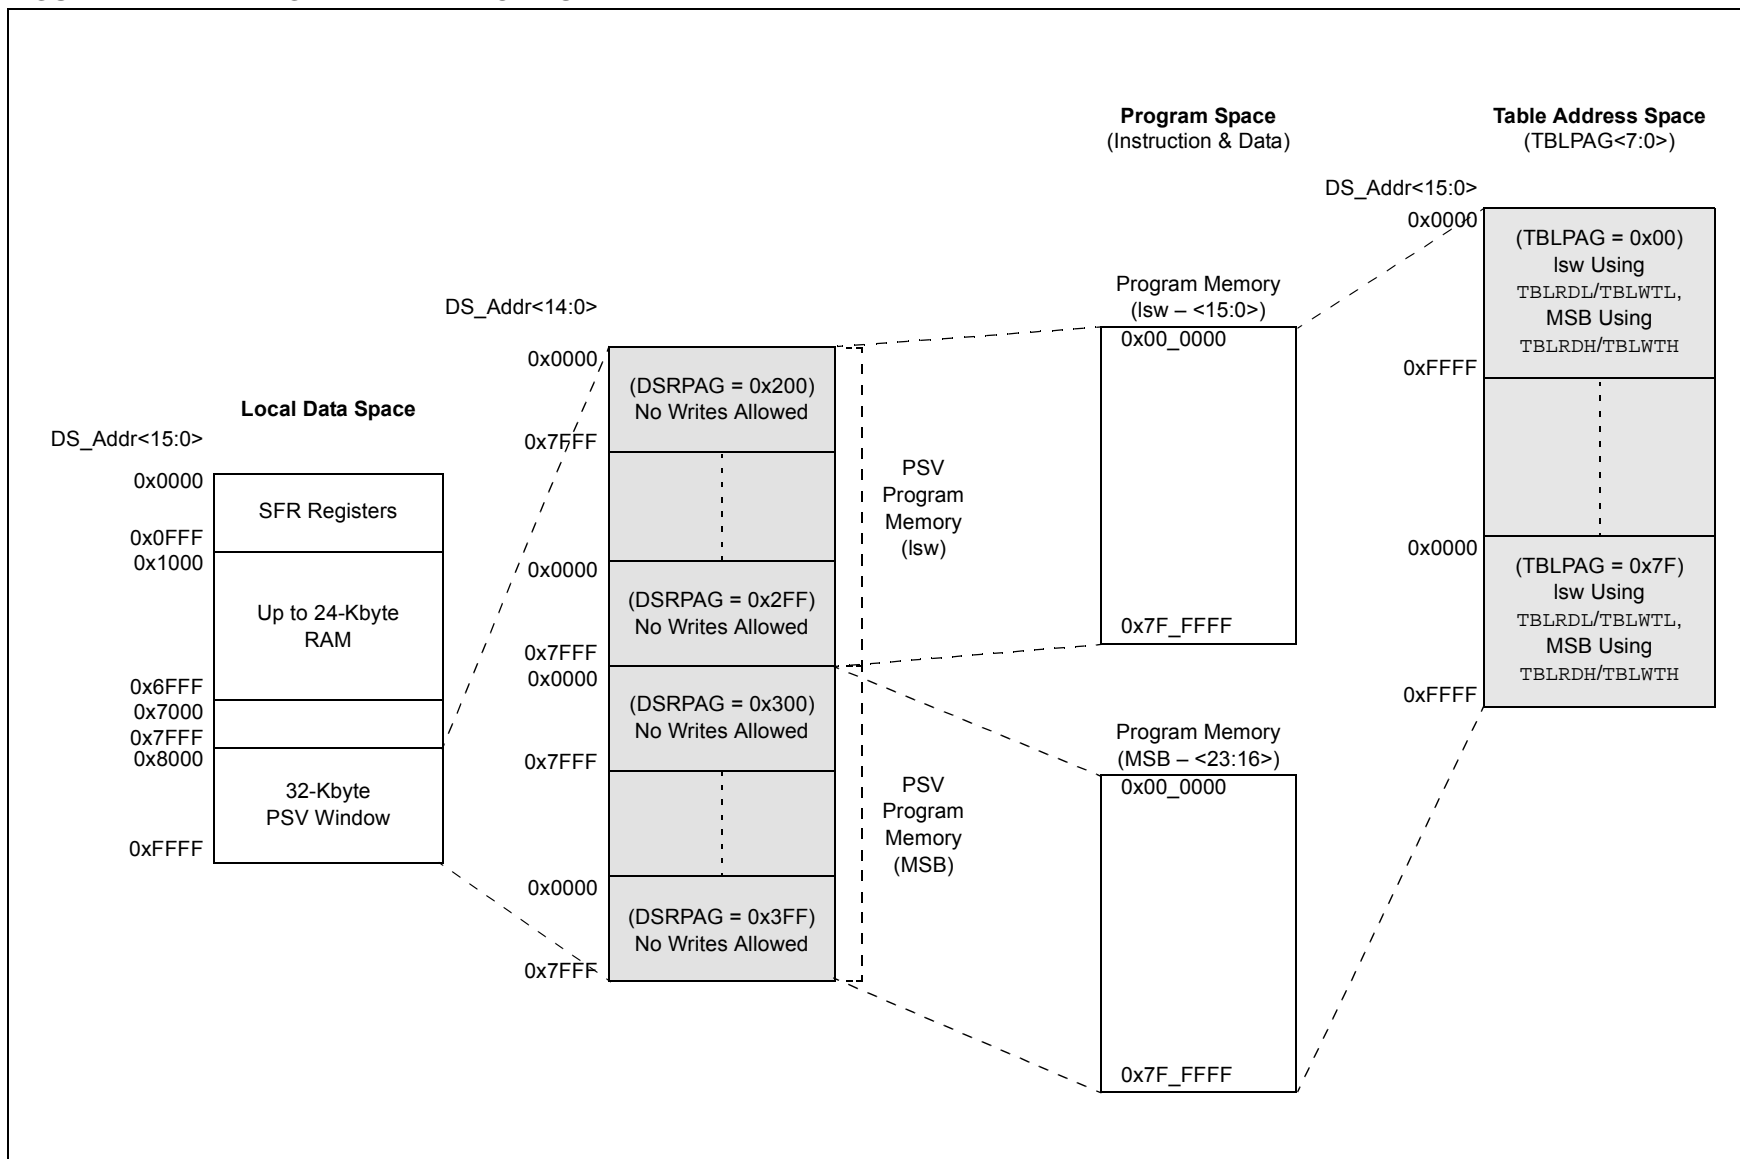 Local Data Space
DS_Addr<15:0>
0x0000
SFR Registers
0x0FFF
0x1000
Up to 24-Kbyte
RAM
0x6FFF
0x7000
0x7FFF
0x8000
32-Kbyte
PSV Window
0xFFFF
DS_Addr<14:0>
0x0000
(DSRPAG = 0x200)
No Writes Allowed
0x7FFF
0x0000
(DSRPAG = 0x2FF)
No Writes Allowed
0x7FFF
0x0000
(DSRPAG = 0x300)
No Writes Allowed
0x7FFF
0x0000
(DSRPAG = 0x3FF)
No Writes Allowed
0x7FFF
PSV
Program
Memory
(lsw)
PSV
Program
Memory
(MSB)
Program Space
(Instruction & Data)
Program Memory
(lsw – <15:0>)
0x00_0000
0x7F_FFFF
Program Memory
(MSB – <23:16>)
0x00_0000
0x7F_FFFF
Table Address Space
(TBLPAG<7:0>)
DS_Addr<15:0>
0x0000
(TBLPAG = 0x00)
lsw Using
TBLRDL/TBLWTL,
MSB Using
TBLRDH/TBLWTH
0xFFFF
0x0000
(TBLPAG = 0x7F)
lsw Using
TBLRDL/TBLWTL,
MSB Using
TBLRDH/TBLWTH
0xFFFF